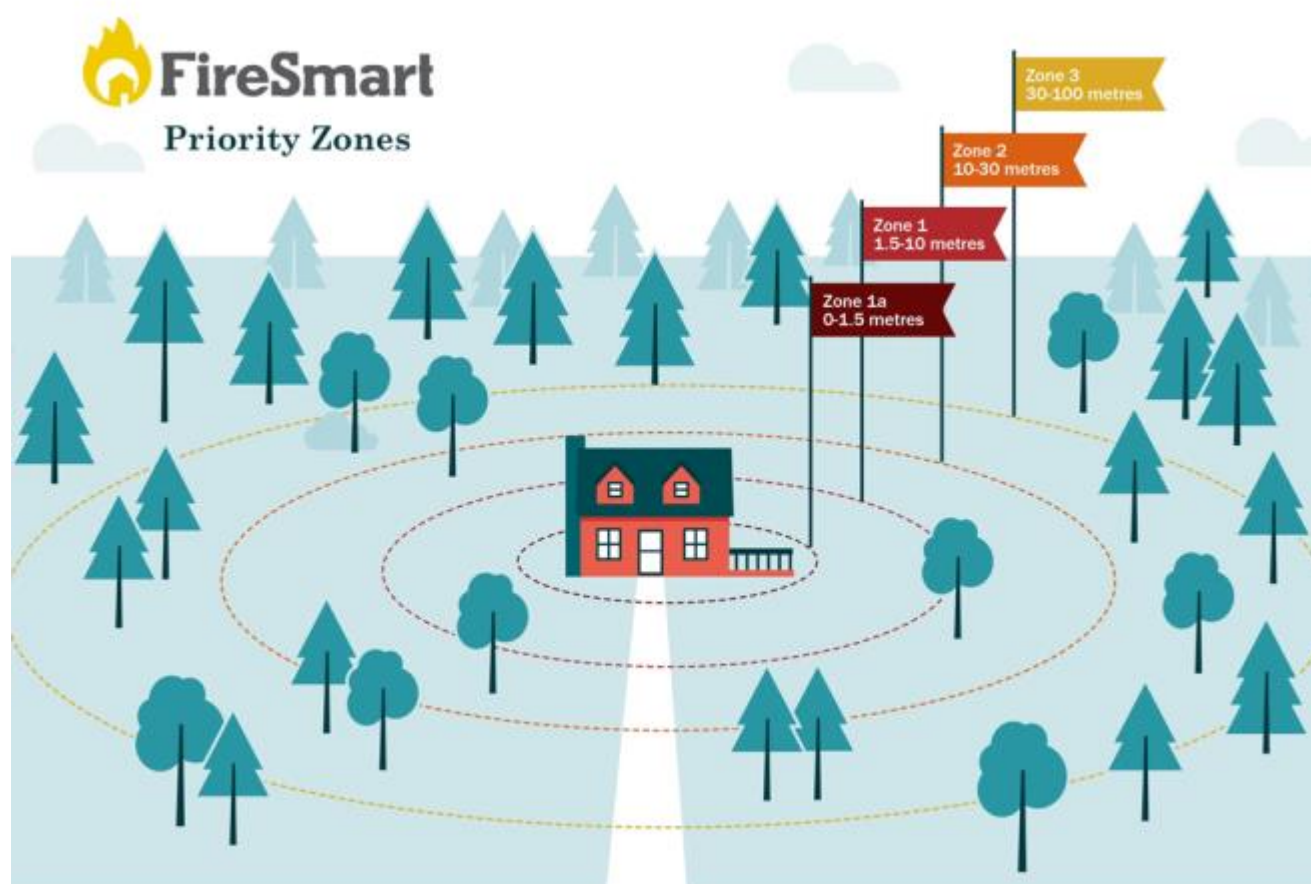 FireSmart
Priority Zones
Zone 3
30-100 metres
Zone 2
10-30 metres
Zone 1
1.5-10 metres
Zone 1a
0-1.5 metres